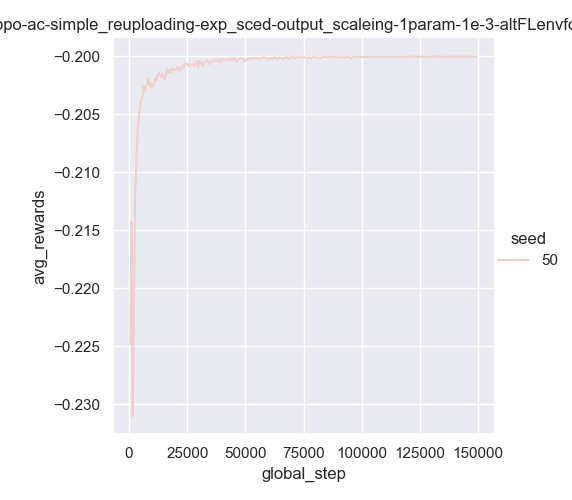 ppo-ac-simple_reuploading-exp_sced-output_scaleing-1param-1e-3-altFLenvfo
−0.200
−0.205
−0.210
−0.215
−0.220
−0.225
−0.230
avg_rewards
0 25000 50000 75000 100000 125000 150000
global_step
seed
50